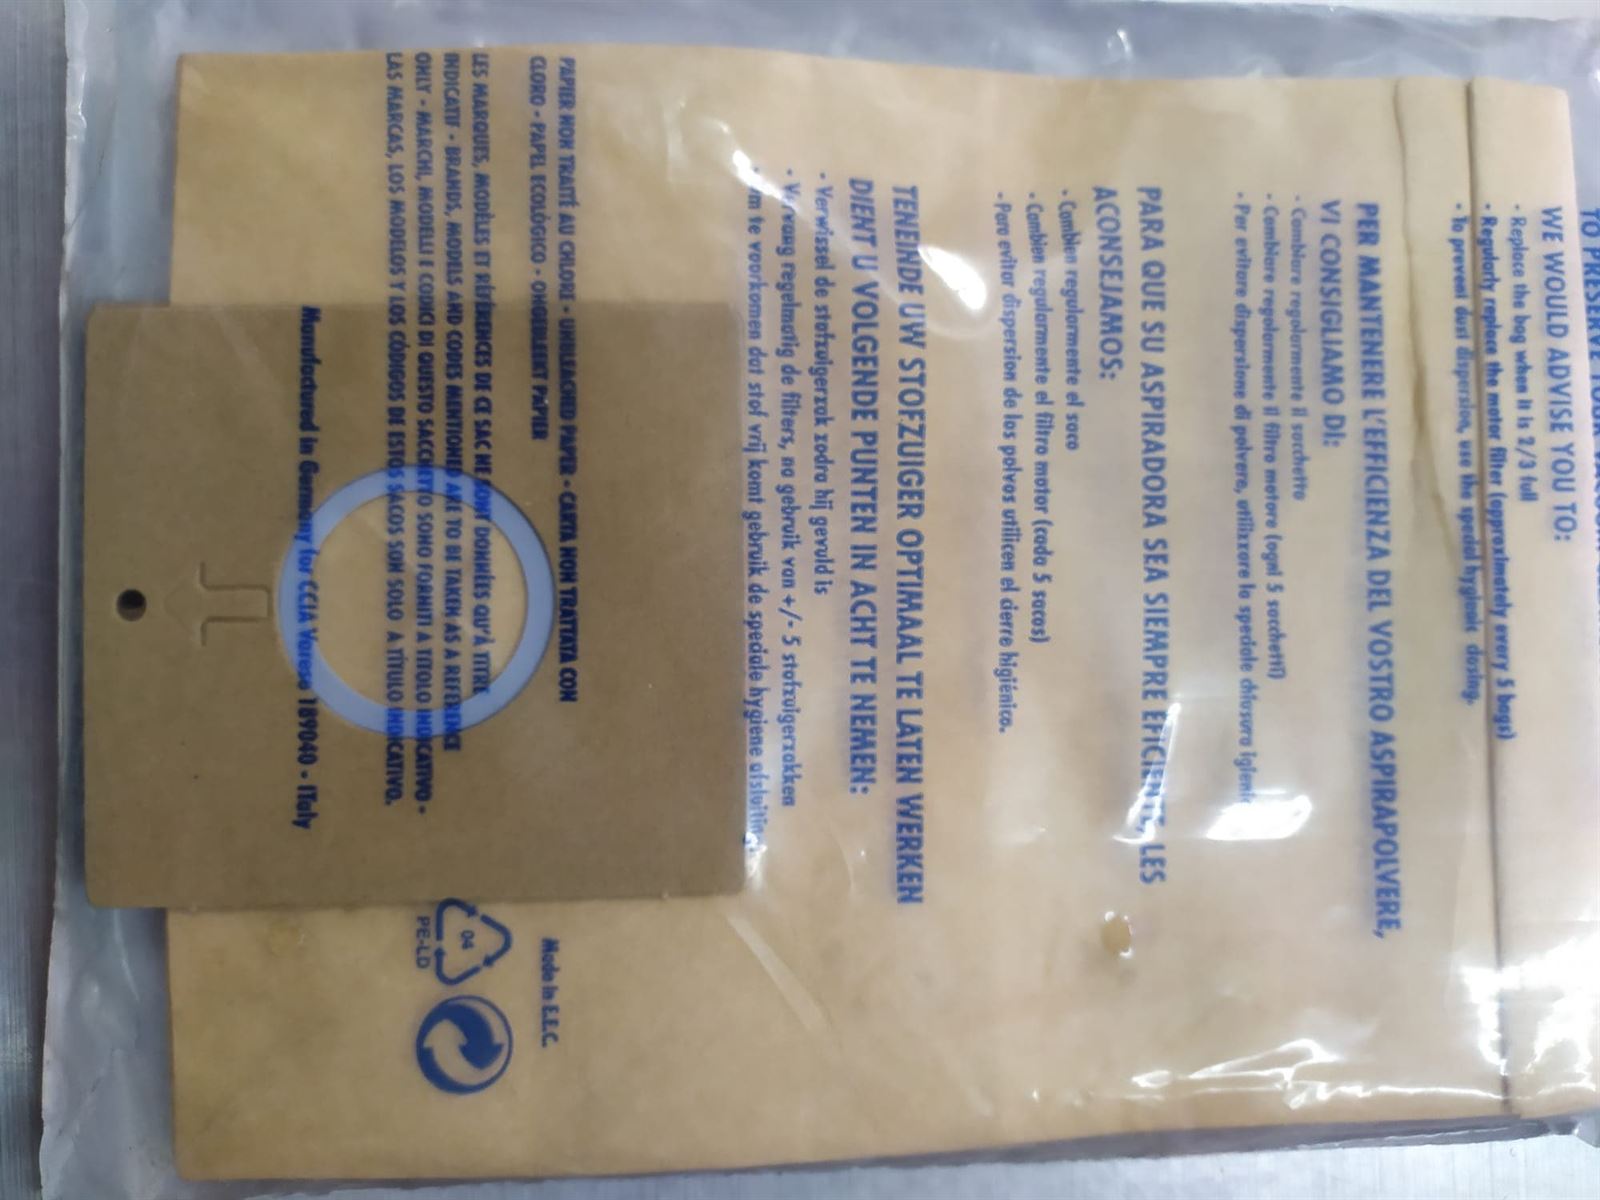 TO PRESERVE YOUR
WE WOULD ADVISE YOU TO:
- Replace the bag when it is 2/3 full
- Regularly replace the motor filter (approximately every 5 bags)
- To prevent dust dispersion, use the special hygienic closing.
PER MANTENERE L'EFFICIENZA DEL VOSTRO ASPIRAPOLVERE,
VI CONSIGLIAMO DI:
- Cambiare regolarmente il sacchetto
- Cambiare regolarmente il filtro motore (ogni 5 sacchetti)
- Per evitare dispersione di polvere, utilizzare la speciale chiusura igienica
PARA QUE SU ASPIRADORA SEA SIEMPRE EFICIENTE, LES
ACONSEJAMOS:
- Cambien regularmente el saco
- Cambien regularmente el filtro motor (cada 5 sacos)
- Para evitar dispersion de los polvos utilicen el cierre higiénico.
TENEINDE UW STOFZUIGER OPTIMAAL TE LATEN WERKEN
DIENT U VOLGENDE PUNTEN IN ACHT TE NEMEN:
- Verwissel de stofzuigerzak zodra hij gevuld is
- Vervang regelmatig de filters, na gebruik van +/- 5 stofzuigerzakken
- Om te voorkomen dat stof vrij komt gebruik de speciale hygiene afsluiting.
PAPIER NON TRAITÉ AU CHLORE - UNBLEACHED PAPER - CARTA NON TRATTATA CON
CLORO - PAPEL ECOLÓGICO - ONGEBLEEKT PAPIER
LES MARQUES, MODÈLES ET RÉFÉRENCES DE CE SAC NE SONT DONNÉES QU'À TITRE
INDICATIF - BRANDS, MODELS AND CODES MENTIONED ARE TO BE TAKEN AS A REFERENCE
ONLY - MARCHI, MODELLI E CODICI DI QUESTO SACCHETTO SONO FORNITI A TITOLO INDICATIVO -
LAS MARCAS, LOS MODELOS Y LOS CÓDIGOS DE ESTOS SACOS SON SOLO A TÍTULO INDICATIVO.
Manufactured in Germany for CCIA Varese 189040 - ITaly
Made in E.E.C.
04
PE-LD